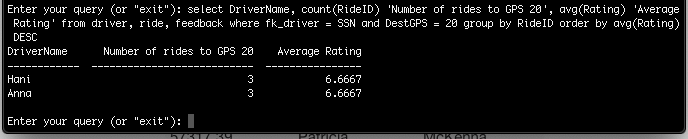 Enter your query (or "exit"): select DriverName, count(RideID) 'Number of rides to GPS 20', avg(Rating) 'Average
Rating' from driver, ride, feedback where fk_driver = SSN and DestGPS = 20 group by RideID order by avg(Rating)
DESC
DriverName Number of rides to GPS 20 Average Rating
------------ --------------------------- ----------------
Hani 3 6.6667
Anna 3 6.6667
Enter your query (or "exit"):
Patricia McKenna